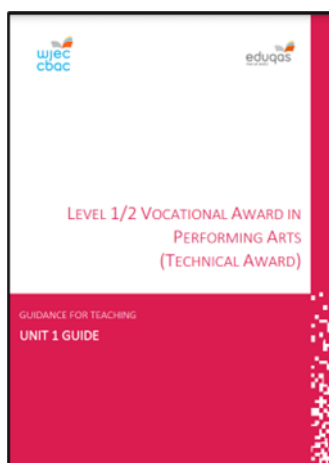 wjec
cbac
eduqas
LEVEL 1/2 VOCATIONAL AWARD IN
PERFORMING ARTS
(TECHNICAL AWARD)
GUIDANCE FOR TEACHING
UNIT 1 GUIDE